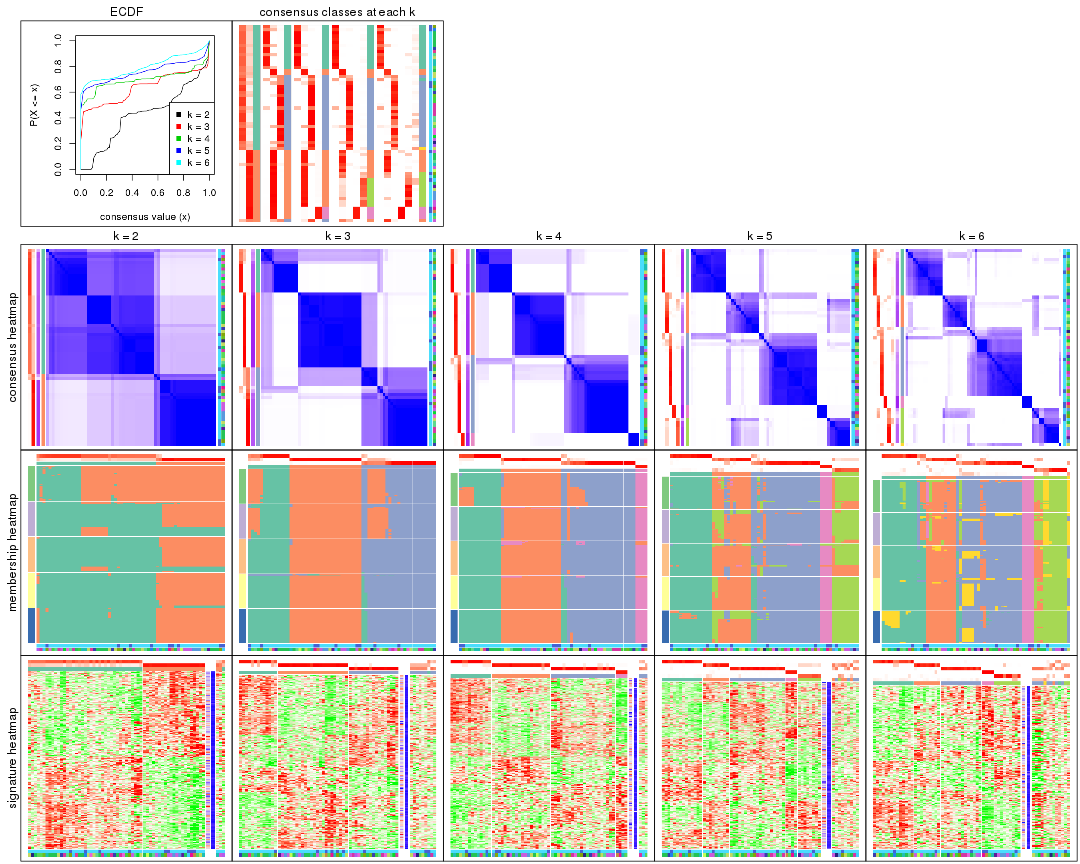 ECDF
consensus classes at each k
P(X <= x)
0.0 0.2 0.4 0.6 0.8 1.0
k = 2
k = 3
k = 4
k = 5
k = 6
0.0 0.2 0.4 0.6 0.8 1.0
consensus value (x)
k = 2 k = 3 k = 4 k = 5 k = 6
consensus heatmap
membership heatmap
signature heatmap